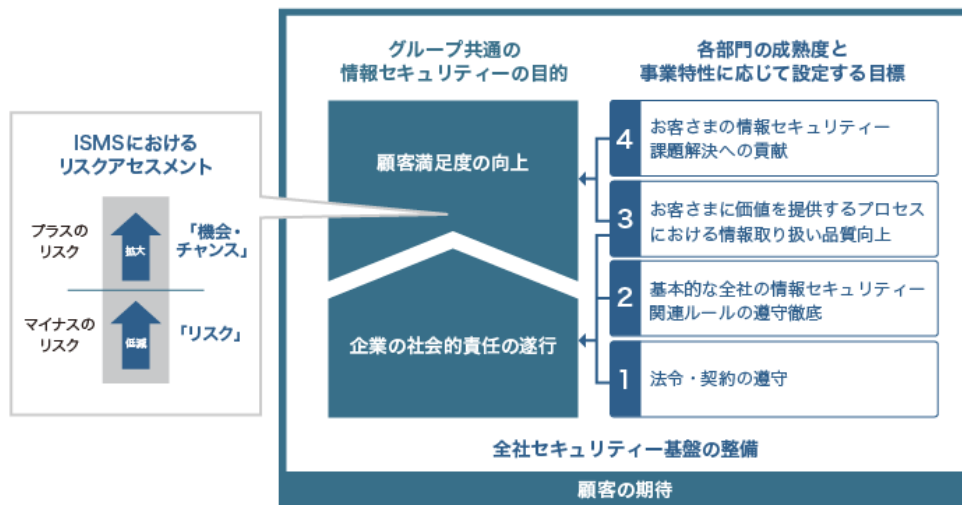 ISMSにおける
リスクアセスメント
プラスの
リスク
拡大
「機会・
チャンス」
マイナスの
リスク
低減
「リスク」
グループ共通の
情報セキュリティーの目的
顧客満足度の向上
企業の社会的責任の遂行
各部門の成熟度と
事業特性に応じて設定する目標
4
お客さまの情報セキュリティー
課題解決への貢献
3
お客さまに価値を提供するプロセス
における情報取り扱い品質向上
2
基本的な全社の情報セキュリティー
関連ルールの遵守徹底
1
法令・契約の遵守
全社セキュリティー基盤の整備
顧客の期待